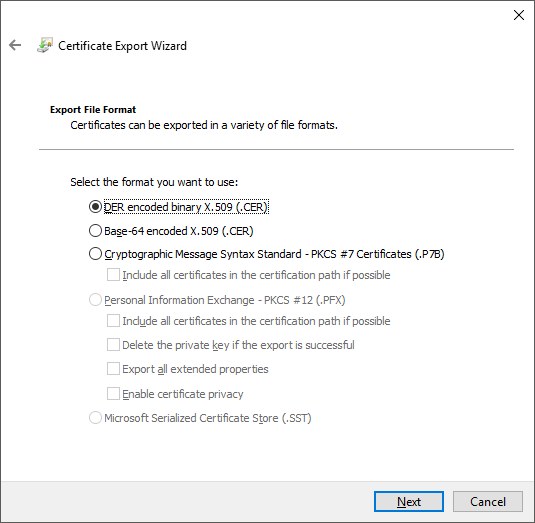 Certificate Export Wizard
Export File Format
Certificates can be exported in a variety of file formats.
Select the format you want to use:
DER encoded binary X.509 (.CER)
Base-64 encoded X.509 (.CER)
Cryptographic Message Syntax Standard - PKCS #7 Certificates (.P7B)
Include all certificates in the certification path if possible
Personal Information Exchange - PKCS #12 (.PFX)
Include all certificates in the certification path if possible
Delete the private key if the export is successful
Export all extended properties
Enable certificate privacy
Microsoft Serialized Certificate Store (.SST)
Next Cancel